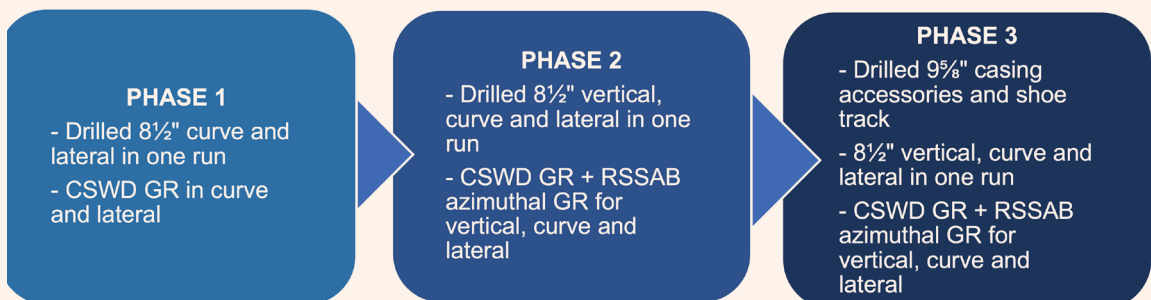 PHASE 1
- Drilled 8½" curve and
lateral in one run
- CSWD GR in curve
and lateral
PHASE 2
- Drilled 8½" vertical,
curve and lateral in one
run
- CSWD GR + RSSAB
azimuthal GR for
vertical, curve and
lateral
PHASE 3
- Drilled 9⅝" casing
accessories and shoe
track
- 8½" vertical, curve and
lateral in one run
- CSWD GR + RSSAB
azimuthal GR for
vertical, curve and
lateral